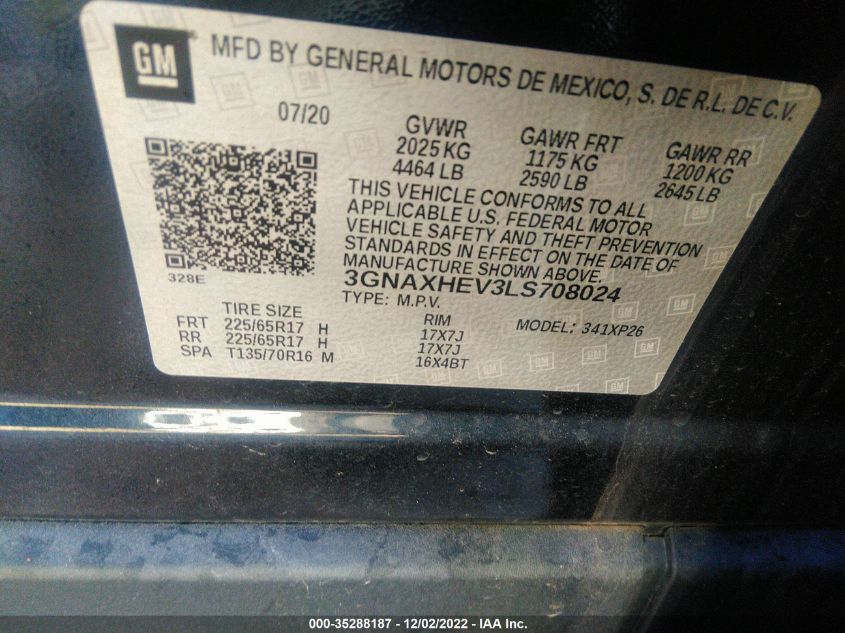 GM
MFD BY GENERAL MOTORS DE MEXICO, S. DE R.L. DE C.V.
07/20
GVWR GAWR FRT GAWR RR
2025 KG 1175 KG 1200 KG
4464 LB 2590 LB 2645 LB
THIS VEHICLE CONFORMS TO ALL
APPLICABLE U.S. FEDERAL MOTOR
VEHICLE SAFETY AND THEFT PREVENTION
STANDARDS IN EFFECT ON THE DATE OF
MANUFACTURE SHOWN ABOVE.
328E
3GNAXHEV3LS708024
TYPE: M.P.V.
TIRE SIZE RIM MODEL: 341XP26
FRT 225/65R17 H 17X7J
RR 225/65R17 H 17X7J
SPA T135/70R16 M 16X4BT
000-35288187 - 12/02/2022 - IAA Inc.